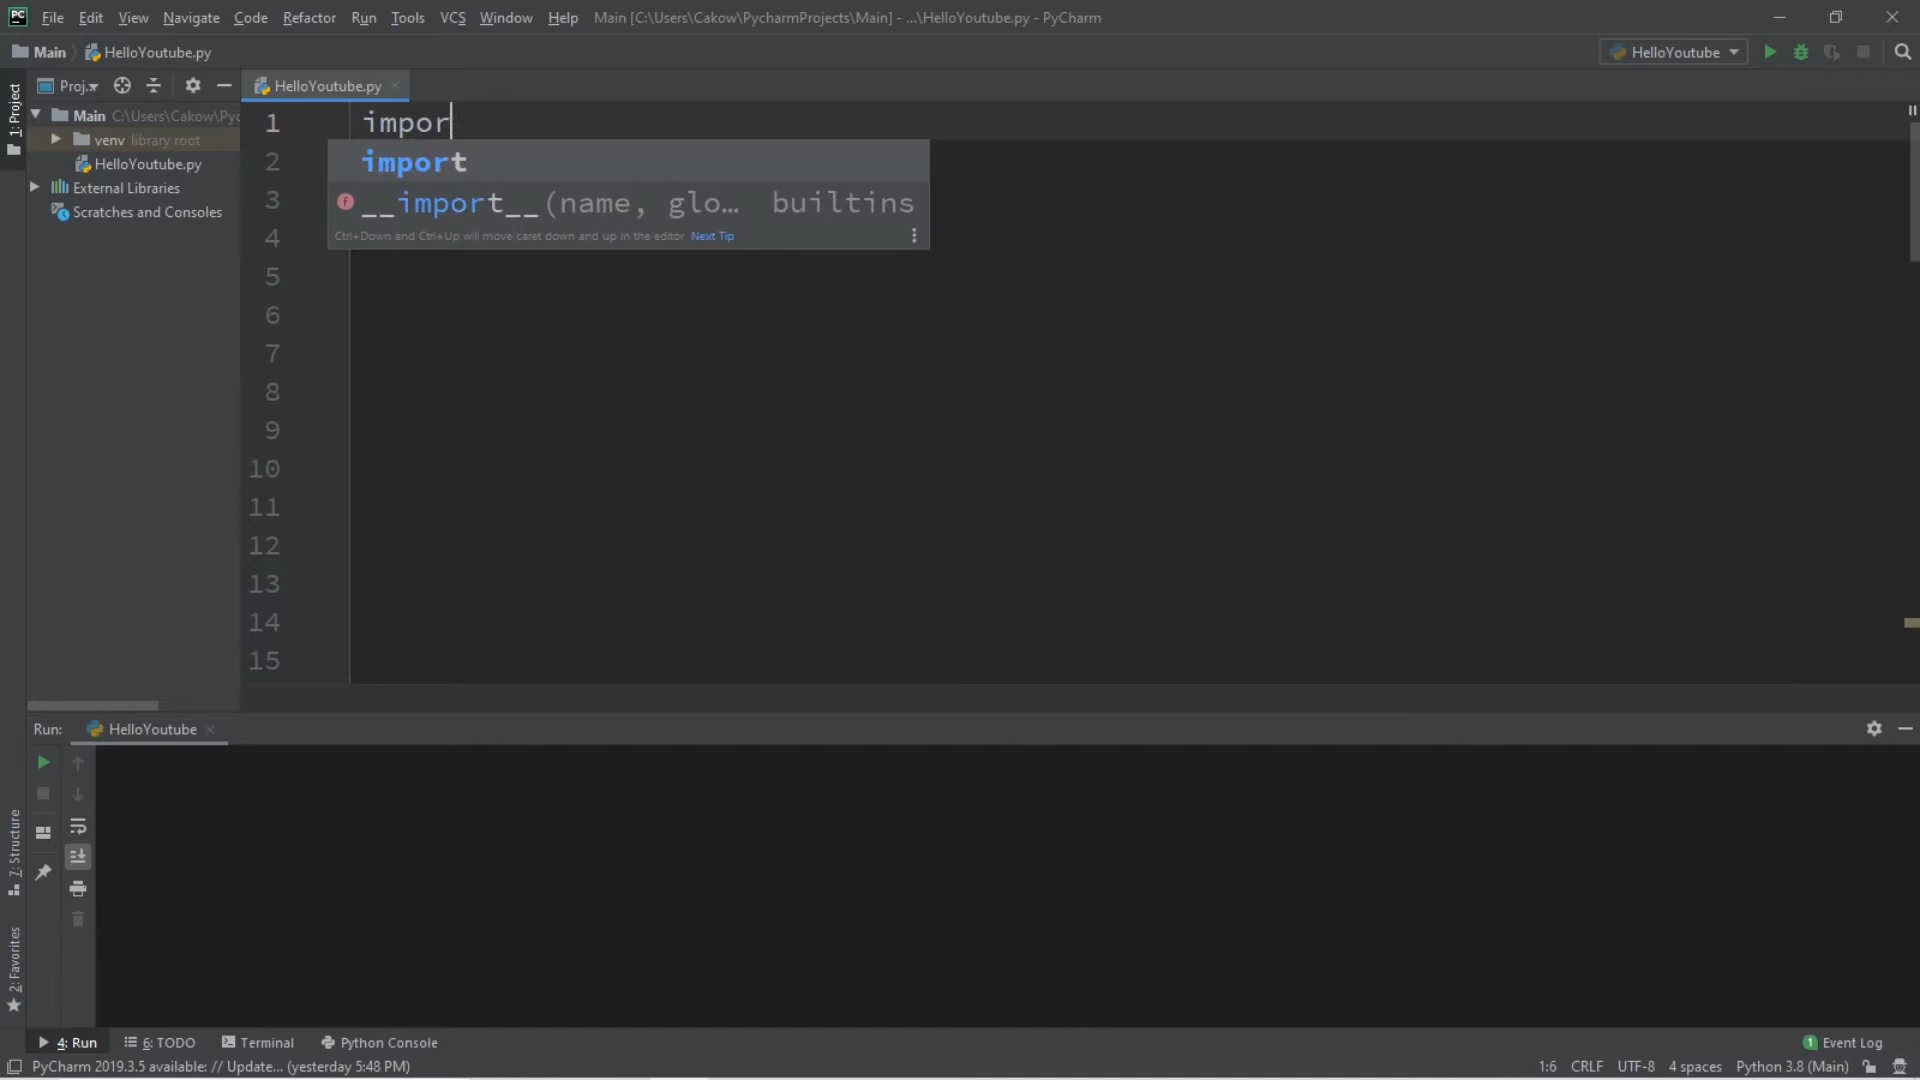 PC File Edit View Navigate Code Refactor Run Tools VCS Window Help Main [C:\Users\Cakow\PycharmProjects\Main] - ...\HelloYoutube.py - PyCharm
Main HelloYoutube.py HelloYoutube
Proj... HelloYoutube.py
1: Project
Main C:\Users\Cakow\Pyc
venv library root
HelloYoutube.py
External Libraries
Scratches and Consoles
1 impor
2 import
3 f __import__(name, glo... builtins
4 Ctrl+Down and Ctrl+Up will move caret down and up in the editor Next Tip
5
6
7
8
9
10
11
12
13
14
15
Run: HelloYoutube
7: Structure
2: Favorites
4: Run 6: TODO Terminal Python Console 1 Event Log
PyCharm 2019.3.5 available: // Update... (yesterday 5:48 PM) 1:6 CRLF UTF-8 4 spaces Python 3.8 (Main)